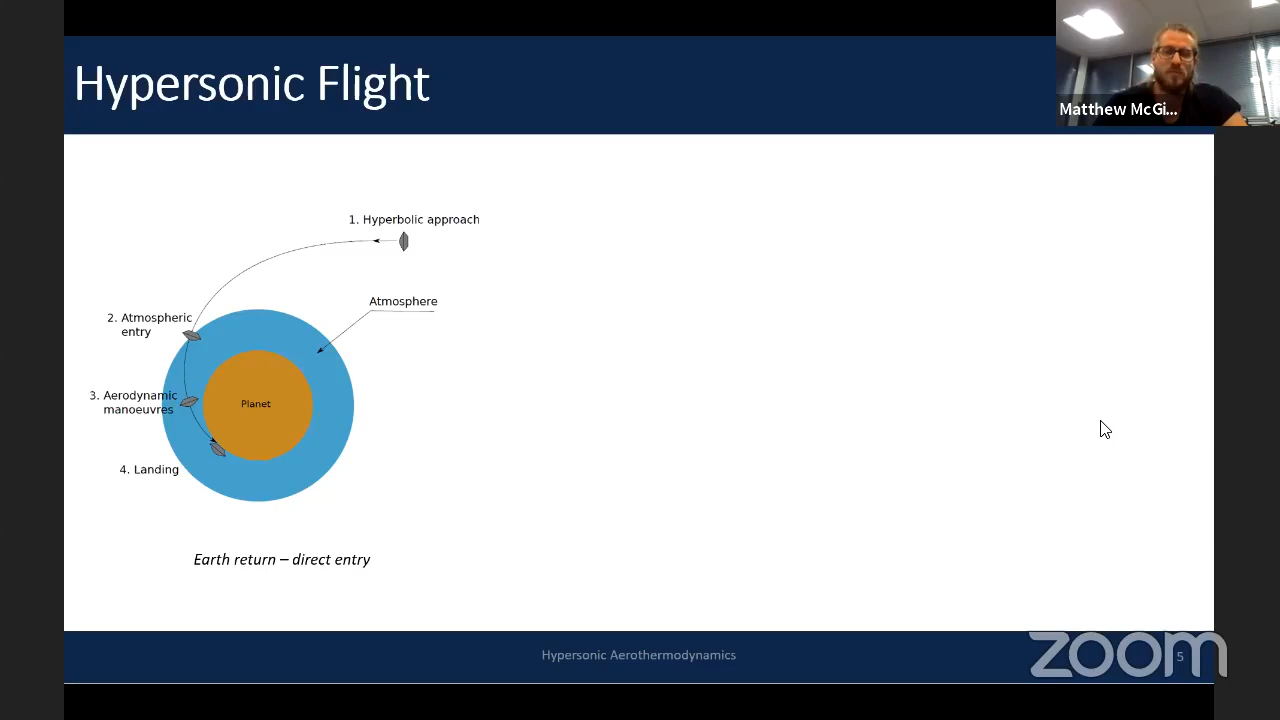 Hypersonic Flight
Matthew McGi...
1. Hyperbolic approach
Atmosphere
2. Atmospheric
entry
3. Aerodynamic
manoeuvres
Planet
4. Landing
Earth return – direct entry
Hypersonic Aerothermodynamics
5
zoom